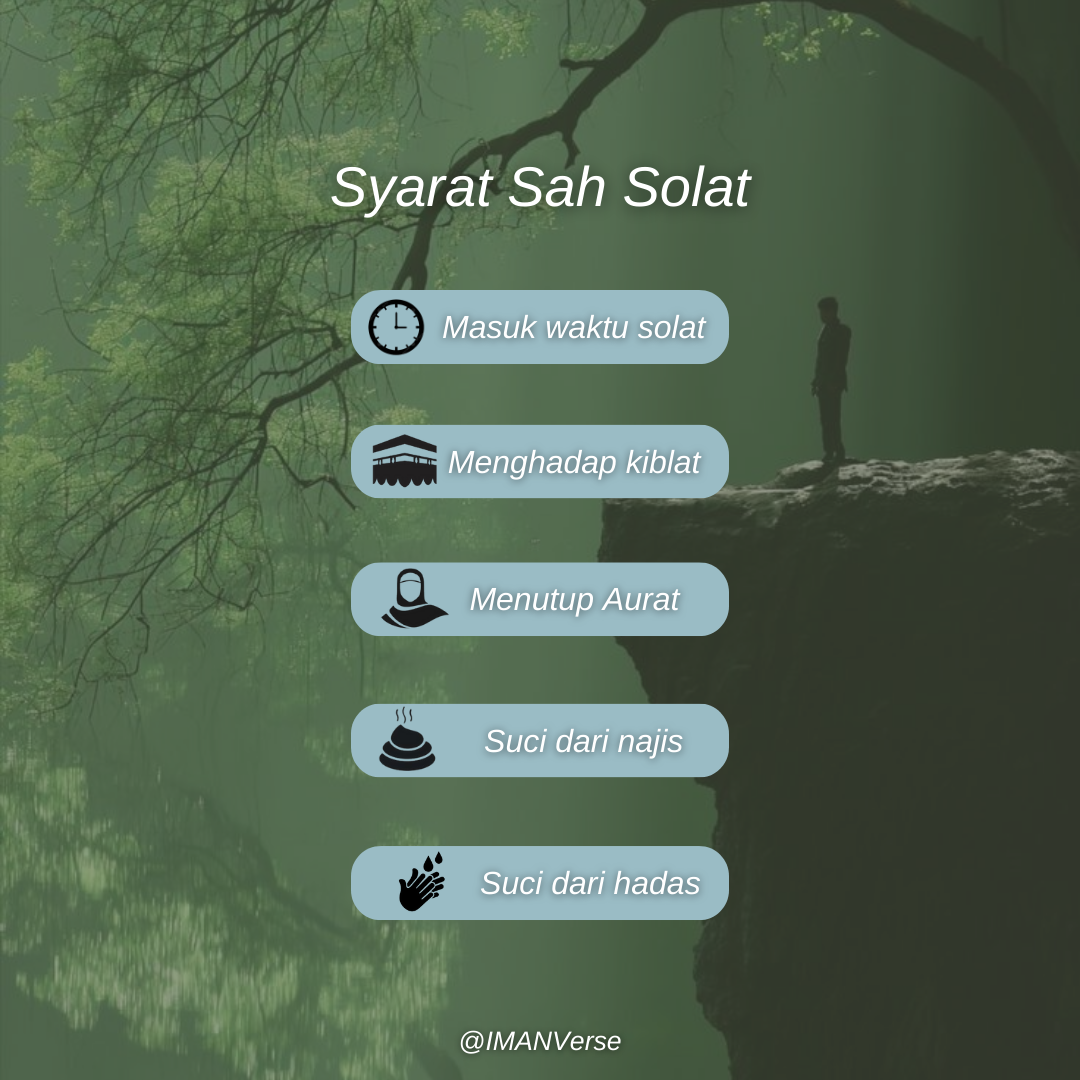 Syarat Sah Solat
Masuk waktu solat
Menghadap kiblat
Menutup Aurat
Suci dari najis
Suci dari hadas
@IMANVerse